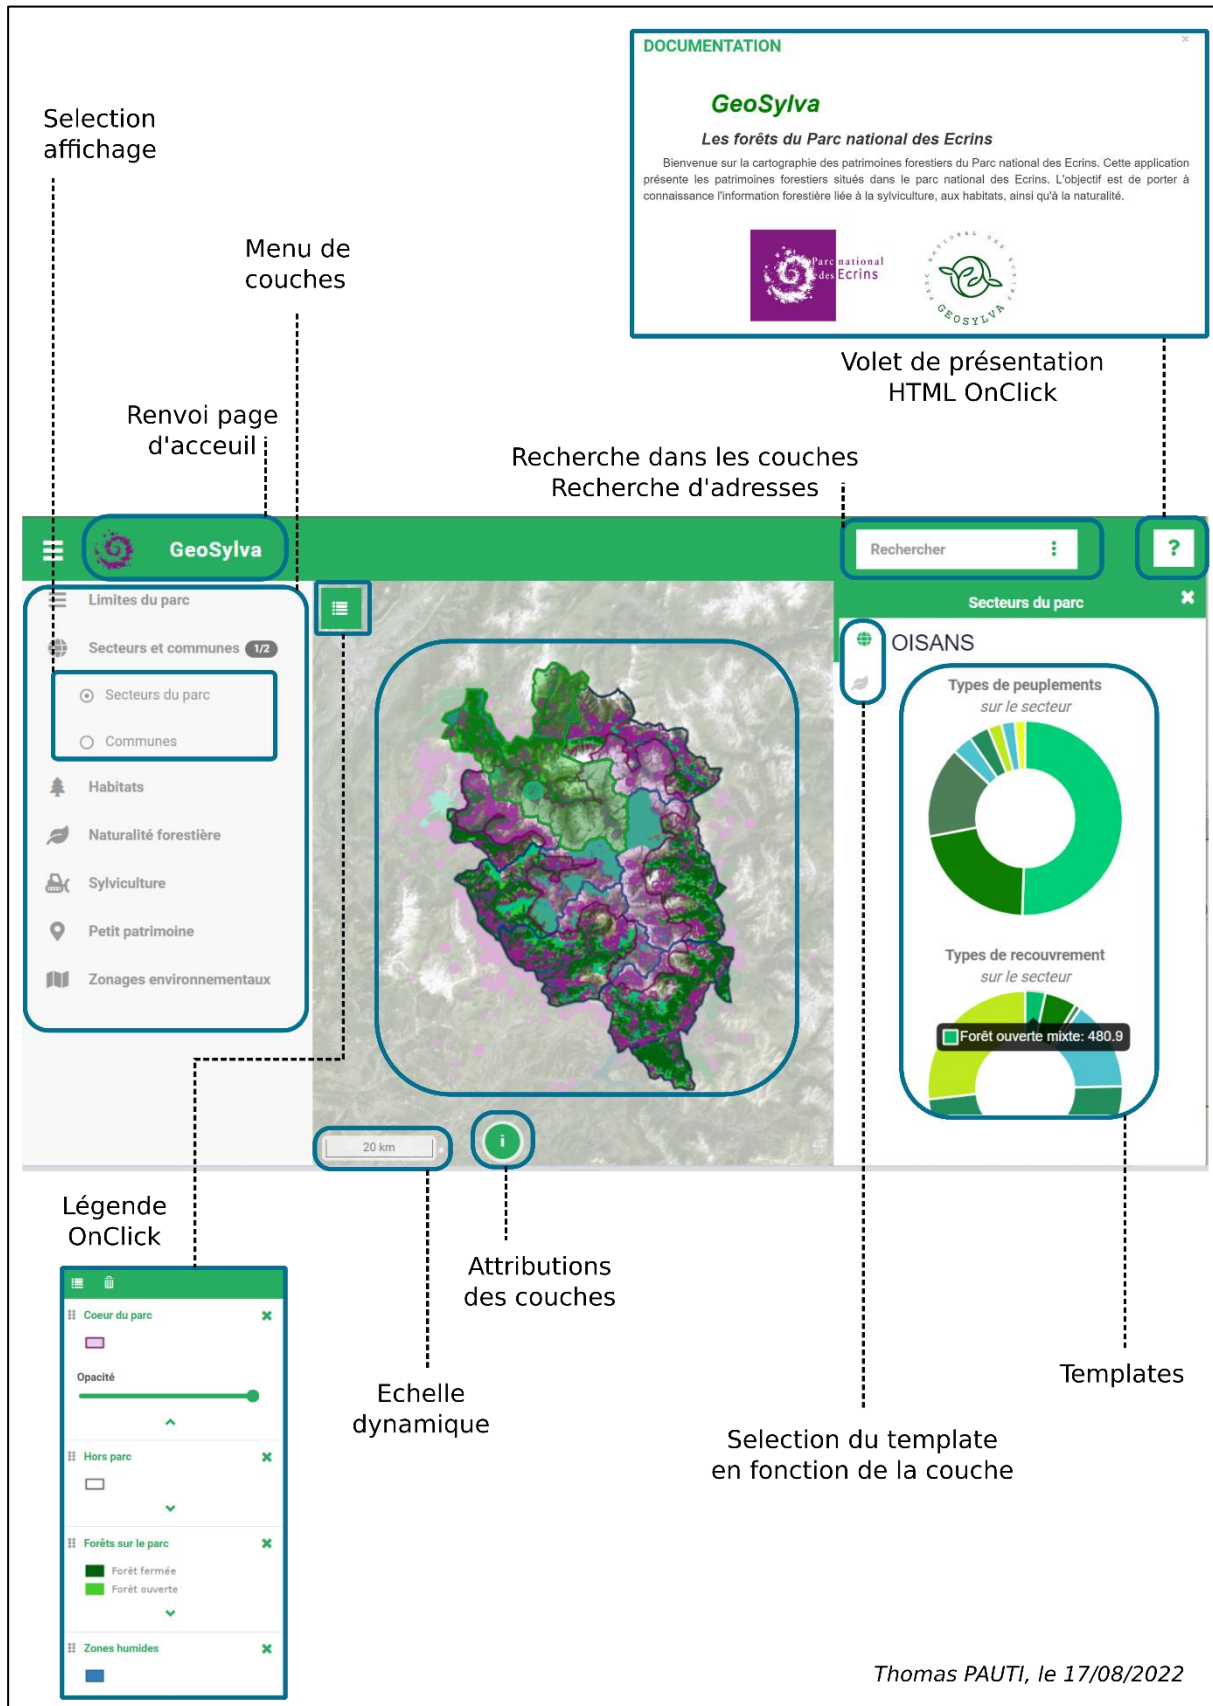 DOCUMENTATION
×
GeoSylva
Les forêts du Parc national des Ecrins
Bienvenue sur la cartographie des patrimoines forestiers du Parc national des Ecrins. Cette application
présente les patrimoines forestiers situés dans le parc national des Ecrins. L'objectif est de porter à
connaissance l'information forestière liée à la sylviculture, aux habitats, ainsi qu'à la naturalité.
Parc national
des Ecrins
PARC NATIONAL DES ECRINS
GEOSYLVA
Selection
affichage
Menu de
couches
Renvoi page
d'acceuil
Volet de présentation
HTML OnClick
Recherche dans les couches
Recherche d'adresses
GeoSylva
Rechercher
?
Limites du parc
Secteurs et communes 1/2
Secteurs du parc
Communes
Habitats
Naturalité forestière
Sylviculture
Petit patrimoine
Zonages environnementaux
20 km
i
Secteurs du parc
OISANS
Types de peuplements
sur le secteur
Types de recouvrement
sur le secteur
Forêt ouverte mixte: 480.9
Légende
OnClick
Attributions
des couches
Echelle
dynamique
Templates
Selection du template
en fonction de la couche
Coeur du parc
Opacité
Hors parc
Forêts sur le parc
Forêt fermée
Forêt ouverte
Zones humides
Thomas PAUTI, le 17/08/2022